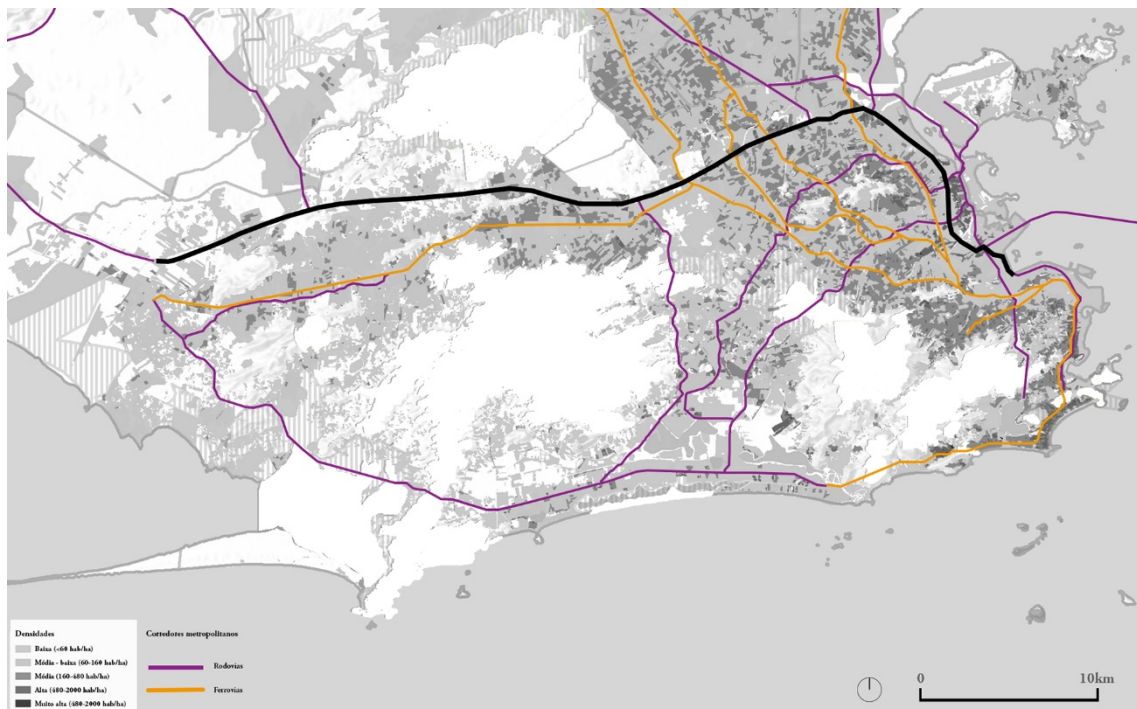 Densidades
Baixa (<60 hab/ha)
Média - baixa (60-160 hab/ha)
Média (160-480 hab/ha)
Alta (480-2000 hab/ha)
Muito alta (480-2000 hab/ha)
Corredores metropolitanos
Rodovias
Ferrovias
0
10km